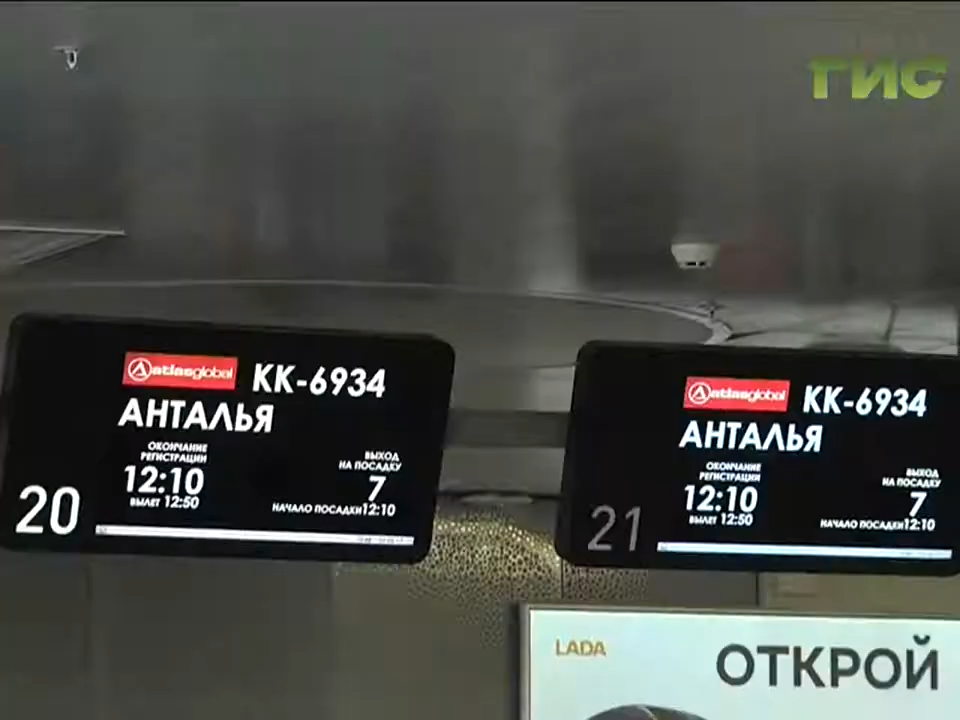 ГИС
atlasglobal KK-6934
АНТАЛЬЯ
ОКОНЧАНИЕ
РЕГИСТРАЦИИ
12:10
ВЫЛЕТ 12:50
ВЫХОД
НА ПОСАДКУ
7
НАЧАЛО ПОСАДКИ 12:10
20
atlasglobal KK-6934
АНТАЛЬЯ
ОКОНЧАНИЕ
РЕГИСТРАЦИИ
12:10
ВЫЛЕТ 12:50
ВЫХОД
НА ПОСАДКУ
7
НАЧАЛО ПОСАДКИ 12:10
21
LADA
ОТКРОЙ